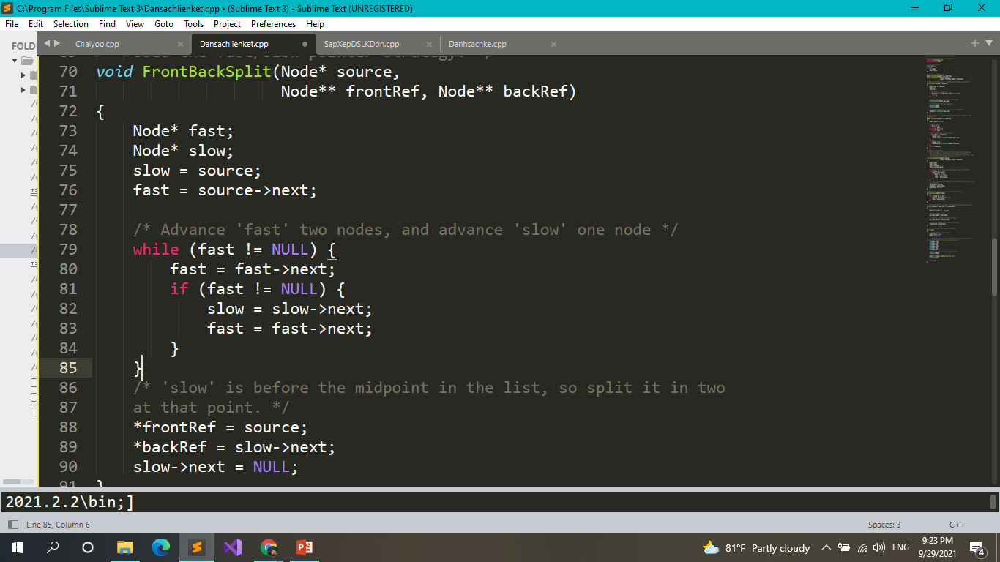 C:\Program Files\Sublime Text 3\Dansachlienket.cpp • (Sublime Text 3) - Sublime Text (UNREGISTERED)
File Edit Selection Find View Goto Tools Project Preferences Help
FOLD
Chaiyoo.cpp × Dansachlienket.cpp SapXepDSLKDon.cpp × Danhsachke.cpp ×
70 void FrontBackSplit(Node* source,
71 Node** frontRef, Node** backRef)
72 {
73 Node* fast;
74 Node* slow;
75 slow = source;
76 fast = source->next;
77
78 /* Advance 'fast' two nodes, and advance 'slow' one node */
79 while (fast != NULL) {
80 fast = fast->next;
81 if (fast != NULL) {
82 slow = slow->next;
83 fast = fast->next;
84 }
85 }
86 /* 'slow' is before the midpoint in the list, so split it in two
87 at that point. */
88 *frontRef = source;
89 *backRef = slow->next;
90 slow->next = NULL;
91 }
2021.2.2\bin;]
Line 85, Column 6 Spaces: 3 C++
81°F Partly cloudy ENG 9:23 PM
9/29/2021 4